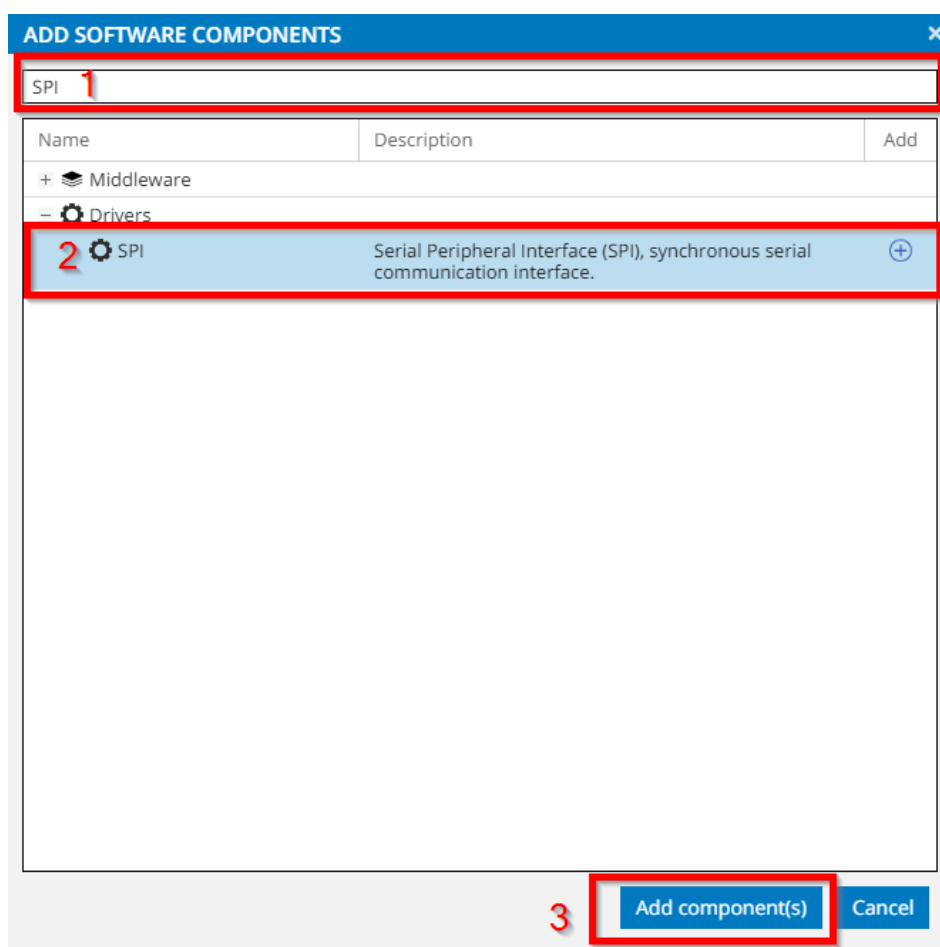 ADD SOFTWARE COMPONENTS ×
SPI 1
Name Description Add
+ Middleware
− Drivers
2 SPI Serial Peripheral Interface (SPI), synchronous serial
communication interface.
3 Add component(s) Cancel